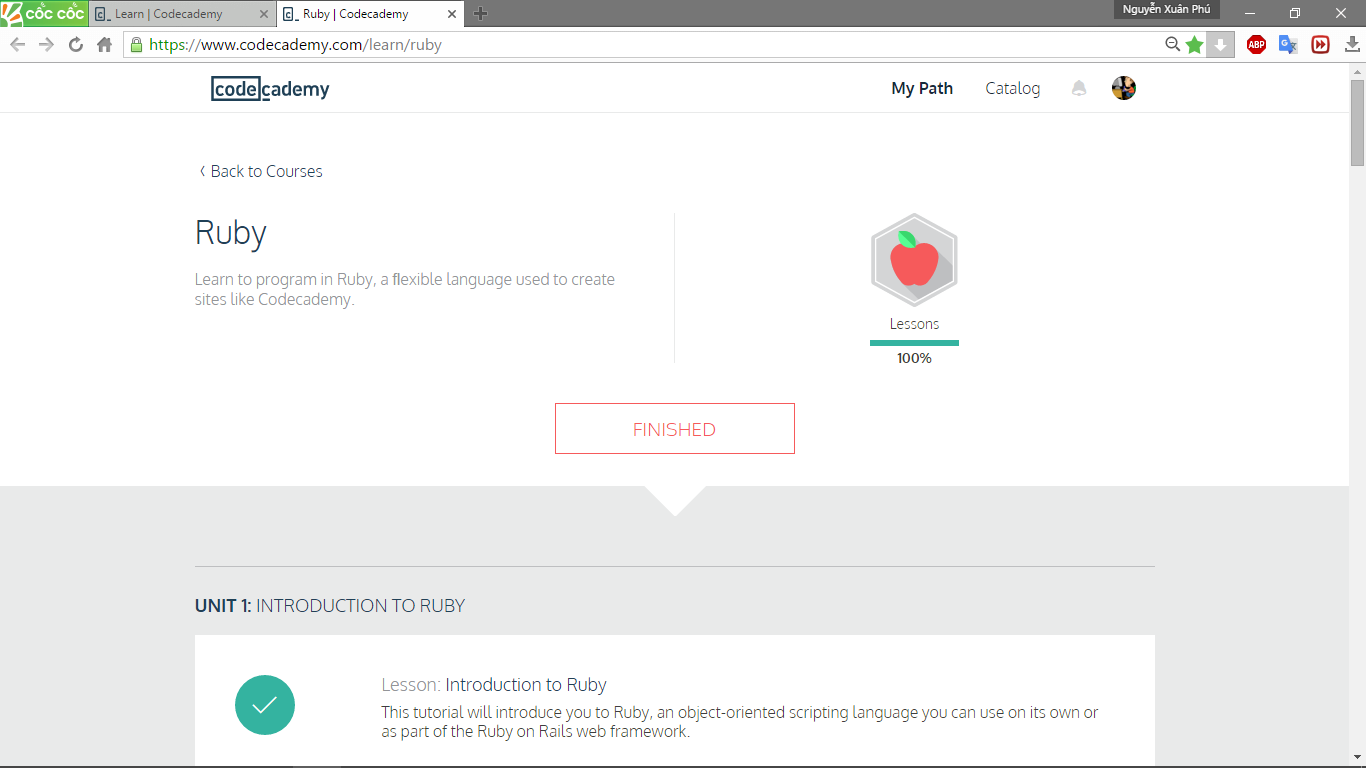 cốc cốc
Learn | Codecademy
Ruby | Codecademy
Nguyễn Xuân Phú
https://www.codecademy.com/learn/ruby
ABP
codecademy
My Path
Catalog
Back to Courses
Ruby
Learn to program in Ruby, a flexible language used to create
sites like Codecademy.
Lessons
100%
FINISHED
UNIT 1: INTRODUCTION TO RUBY
Lesson: Introduction to Ruby
This tutorial will introduce you to Ruby, an object-oriented scripting language you can use on its own or
as part of the Ruby on Rails web framework.